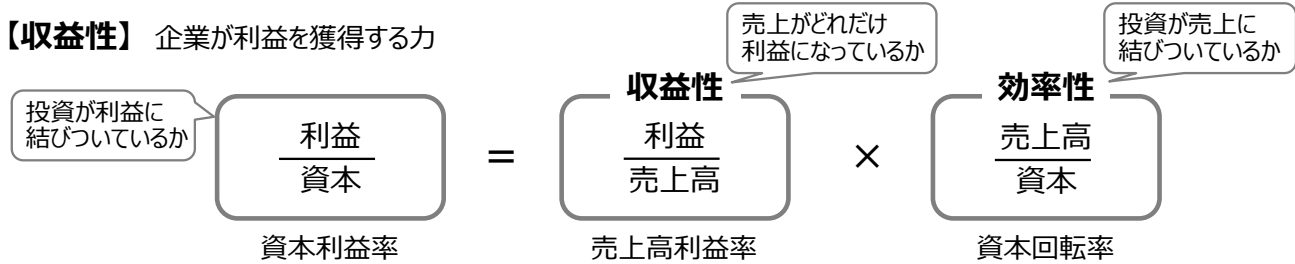 【収益性】 企業が利益を獲得する力
売上がどれだけ
利益になっているか
投資が売上に
結びついているか
収益性
効率性
投資が利益に
結びついているか
利益
資本
=
利益
売上高
×
売上高
資本
資本利益率
売上高利益率
資本回転率